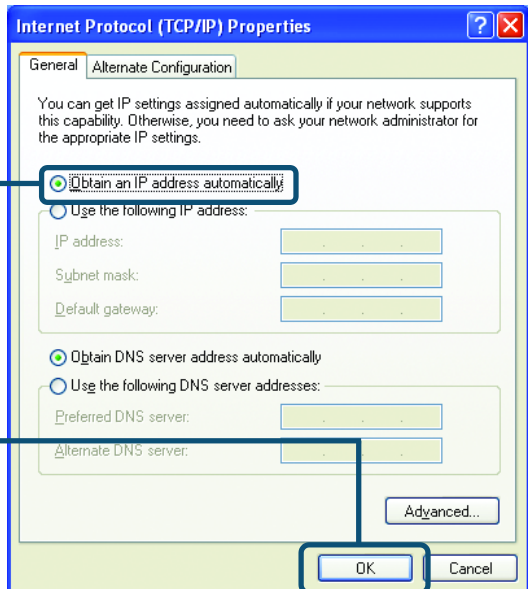 Internet Protocol (TCP/IP) Properties
General
Alternate Configuration
You can get IP settings assigned automatically if your network supports
this capability. Otherwise, you need to ask your network administrator for
the appropriate IP settings.
Obtain an IP address automatically
Use the following IP address:
IP address:
Subnet mask:
Default gateway:
Obtain DNS server address automatically
Use the following DNS server addresses:
Preferred DNS server:
Alternate DNS server:
Advanced...
OK
Cancel